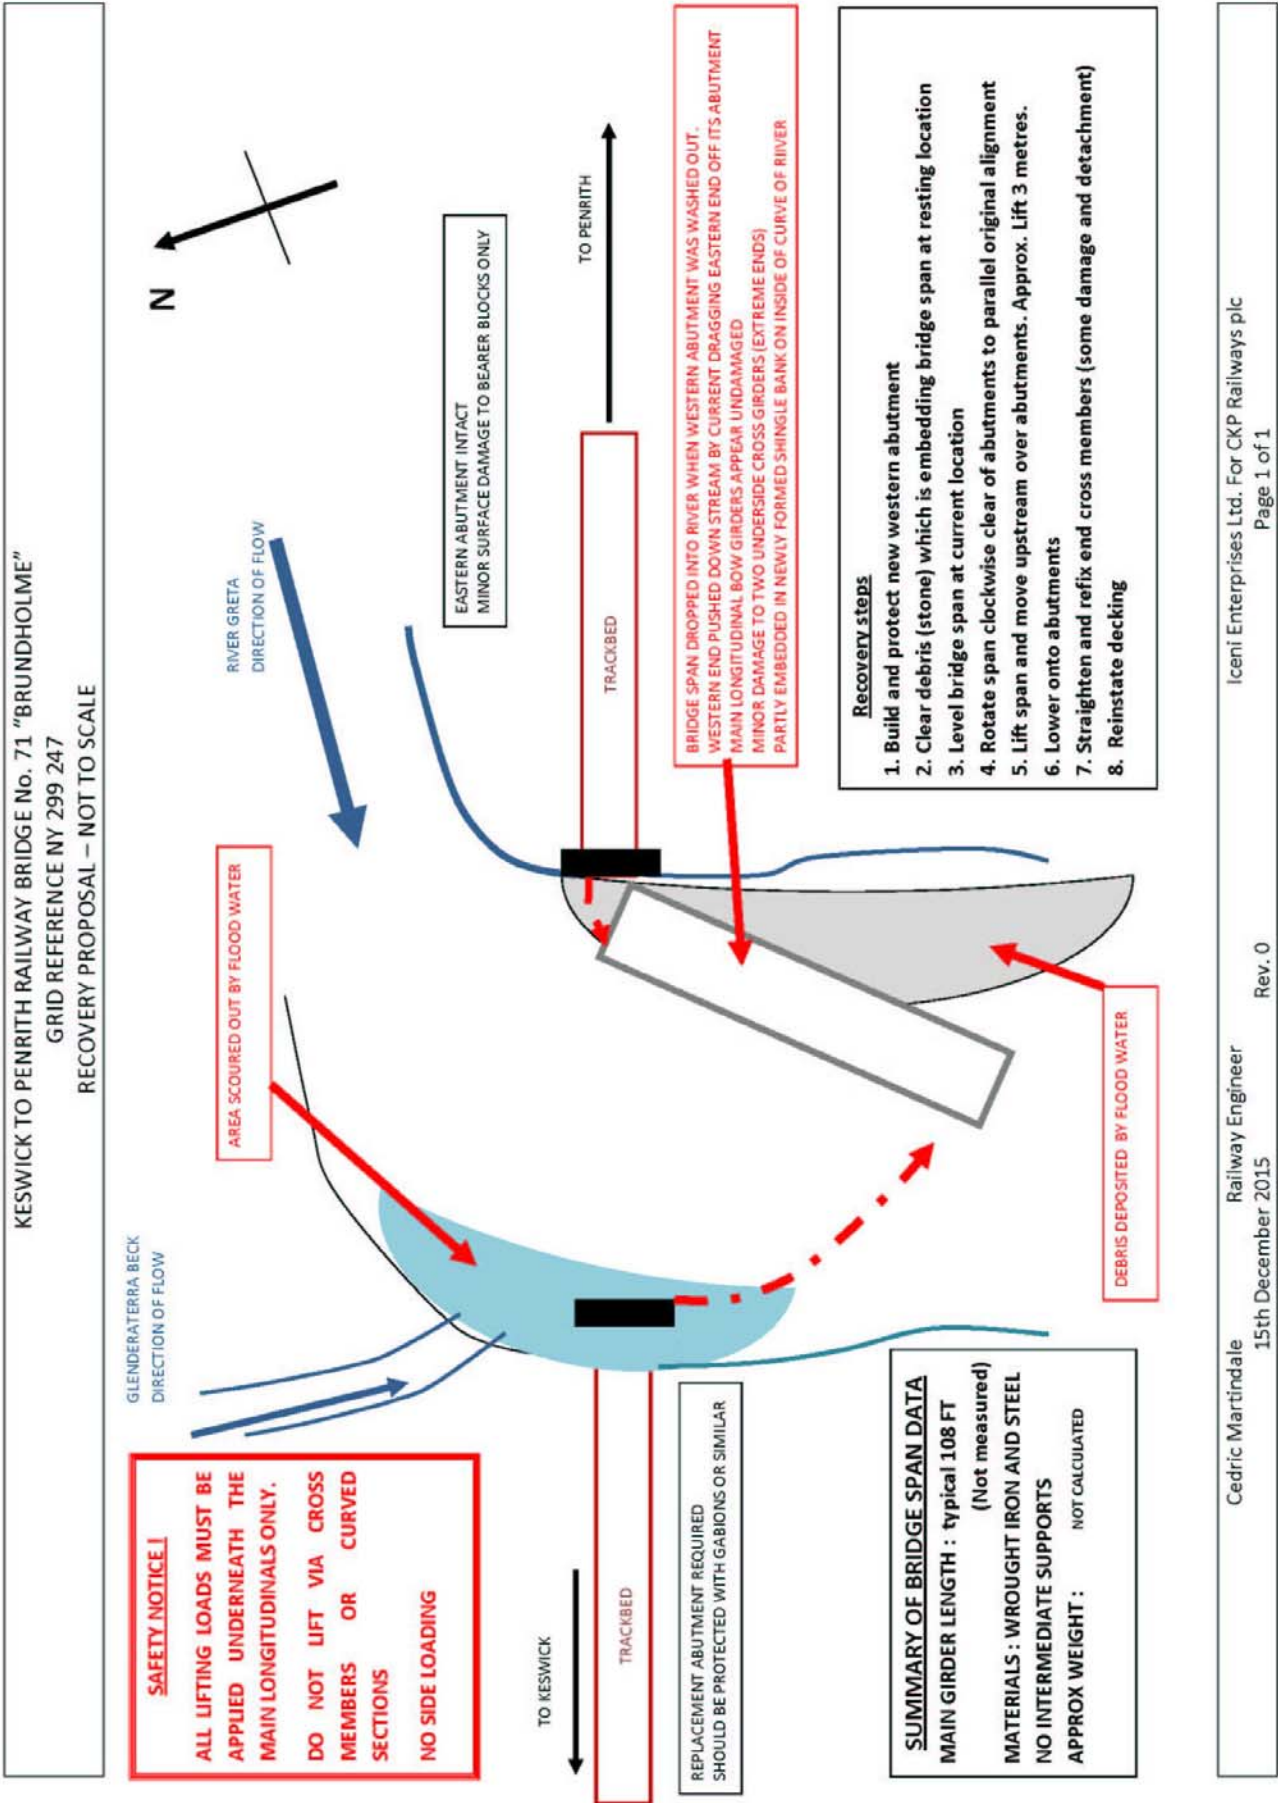 KESWICK TO PENRITH RAILWAY BRIDGE No. 71 "BRUNDHOLME"
GRID REFERENCE NY 299 247
RECOVERY PROPOSAL – NOT TO SCALE
SAFETY NOTICE !
ALL LIFTING LOADS MUST BE
APPLIED UNDERNEATH THE
MAIN LONGITUDINALS ONLY.
DO NOT LIFT VIA CROSS
MEMBERS OR CURVED
SECTIONS
NO SIDE LOADING
GLENDERATERRA BECK
DIRECTION OF FLOW
AREA SCOURED OUT BY FLOOD WATER
RIVER GRETA
DIRECTION OF FLOW
N
EASTERN ABUTMENT INTACT
MINOR SURFACE DAMAGE TO BEARER BLOCKS ONLY
TO KESWICK
TRACKBED
TRACKBED
TO PENRITH
REPLACEMENT ABUTMENT REQUIRED
SHOULD BE PROTECTED WITH GABIONS OR SIMILAR
BRIDGE SPAN DROPPED INTO RIVER WHEN WESTERN ABUTMENT WAS WASHED OUT.
WESTERN END PUSHED DOWN STREAM BY CURRENT DRAGGING EASTERN END OFF ITS ABUTMENT
MAIN LONGITUDINAL BOW GIRDERS APPEAR UNDAMAGED
MINOR DAMAGE TO TWO UNDERSIDE CROSS GIRDERS (EXTREME ENDS)
PARTLY EMBEDDED IN NEWLY FORMED SHINGLE BANK ON INSIDE OF CURVE OF RIVER
SUMMARY OF BRIDGE SPAN DATA
MAIN GIRDER LENGTH : typical 108 FT
(Not measured)
MATERIALS : WROUGHT IRON AND STEEL
NO INTERMEDIATE SUPPORTS
APPROX WEIGHT : NOT CALCULATED
DEBRIS DEPOSITED BY FLOOD WATER
Recovery steps
1. Build and protect new western abutment
2. Clear debris (stone) which is embedding bridge span at resting location
3. Level bridge span at current location
4. Rotate span clockwise clear of abutments to parallel original alignment
5. Lift span and move upstream over abutments. Approx. Lift 3 metres.
6. Lower onto abutments
7. Straighten and refix end cross members (some damage and detachment)
8. Reinstate decking
Cedric Martindale Railway Engineer Iceni Enterprises Ltd. For CKP Railways plc
15th December 2015 Rev. 0 Page 1 of 1